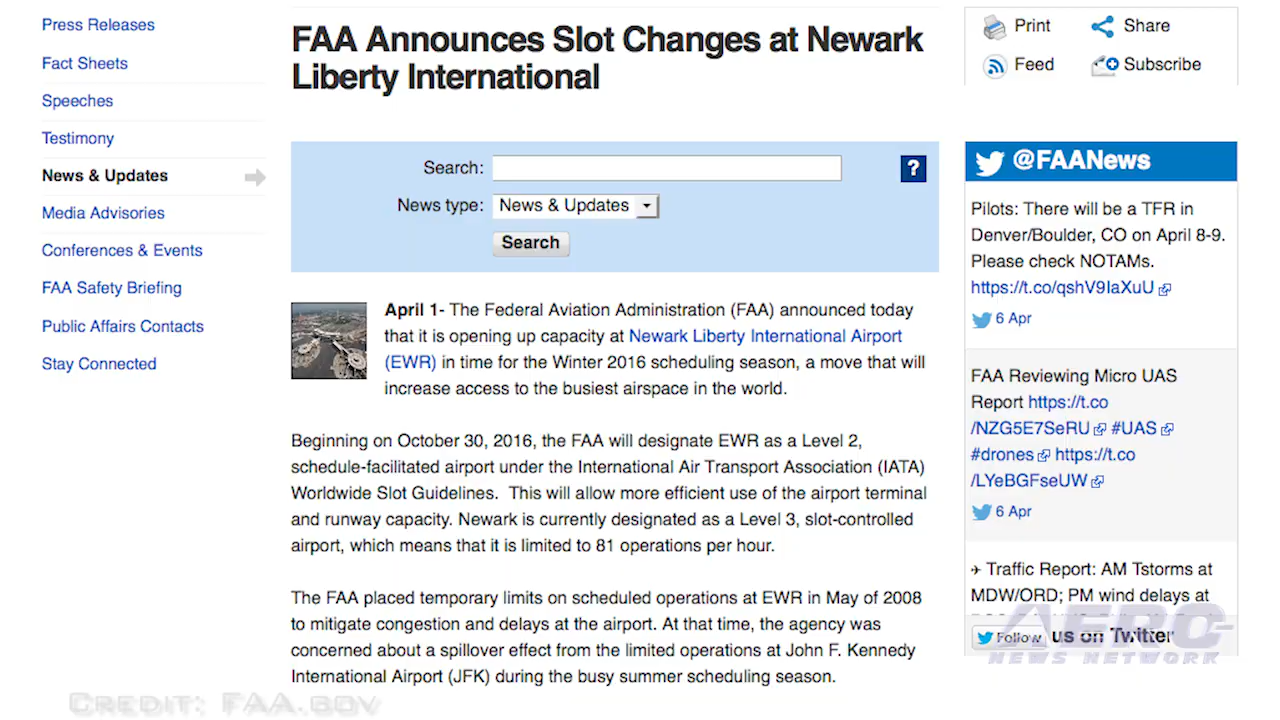 Press Releases
Fact Sheets
Speeches
Testimony
News & Updates
Media Advisories
Conferences & Events
FAA Safety Briefing
Public Affairs Contacts
Stay Connected
FAA Announces Slot Changes at Newark
Liberty International
Search:
?
News type: News & Updates
Search
April 1- The Federal Aviation Administration (FAA) announced today
that it is opening up capacity at Newark Liberty International Airport
(EWR) in time for the Winter 2016 scheduling season, a move that will
increase access to the busiest airspace in the world.
Beginning on October 30, 2016, the FAA will designate EWR as a Level 2,
schedule-facilitated airport under the International Air Transport Association (IATA)
Worldwide Slot Guidelines.  This will allow more efficient use of the airport terminal
and runway capacity. Newark is currently designated as a Level 3, slot-controlled
airport, which means that it is limited to 81 operations per hour.
The FAA placed temporary limits on scheduled operations at EWR in May of 2008
to mitigate congestion and delays at the airport. At that time, the agency was
concerned about a spillover effect from the limited operations at John F. Kennedy
International Airport (JFK) during the busy summer scheduling season.
Print Share
Feed Subscribe
@FAANews
Pilots: There will be a TFR in
Denver/Boulder, CO on April 8-9.
Please check NOTAMs.
https://t.co/qshV9IaXuU
6 Apr
FAA Reviewing Micro UAS
Report https://t.co
/NZG5E7SeRU #UAS
#drones https://t.co
/LYeBGFseUW
6 Apr
✈ Traffic Report: AM Tstorms at
MDW/ORD; PM wind delays at
Follow us on Twitter
AERO
NEWS NETWORK
Credit: FAA.gov